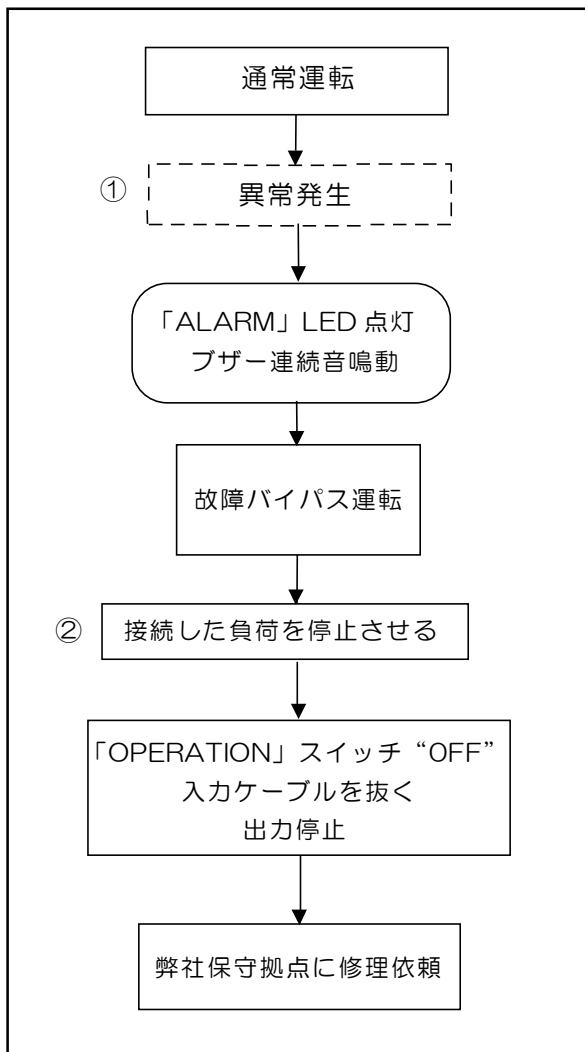 通常運転
① 異常発生
「ALARM」LED 点灯
ブザー連続音鳴動
故障バイパス運転
② 接続した負荷を停止させる
「OPERATION」スイッチ“OFF”
入力ケーブルを抜く
出力停止
弊社保守拠点に修理依頼